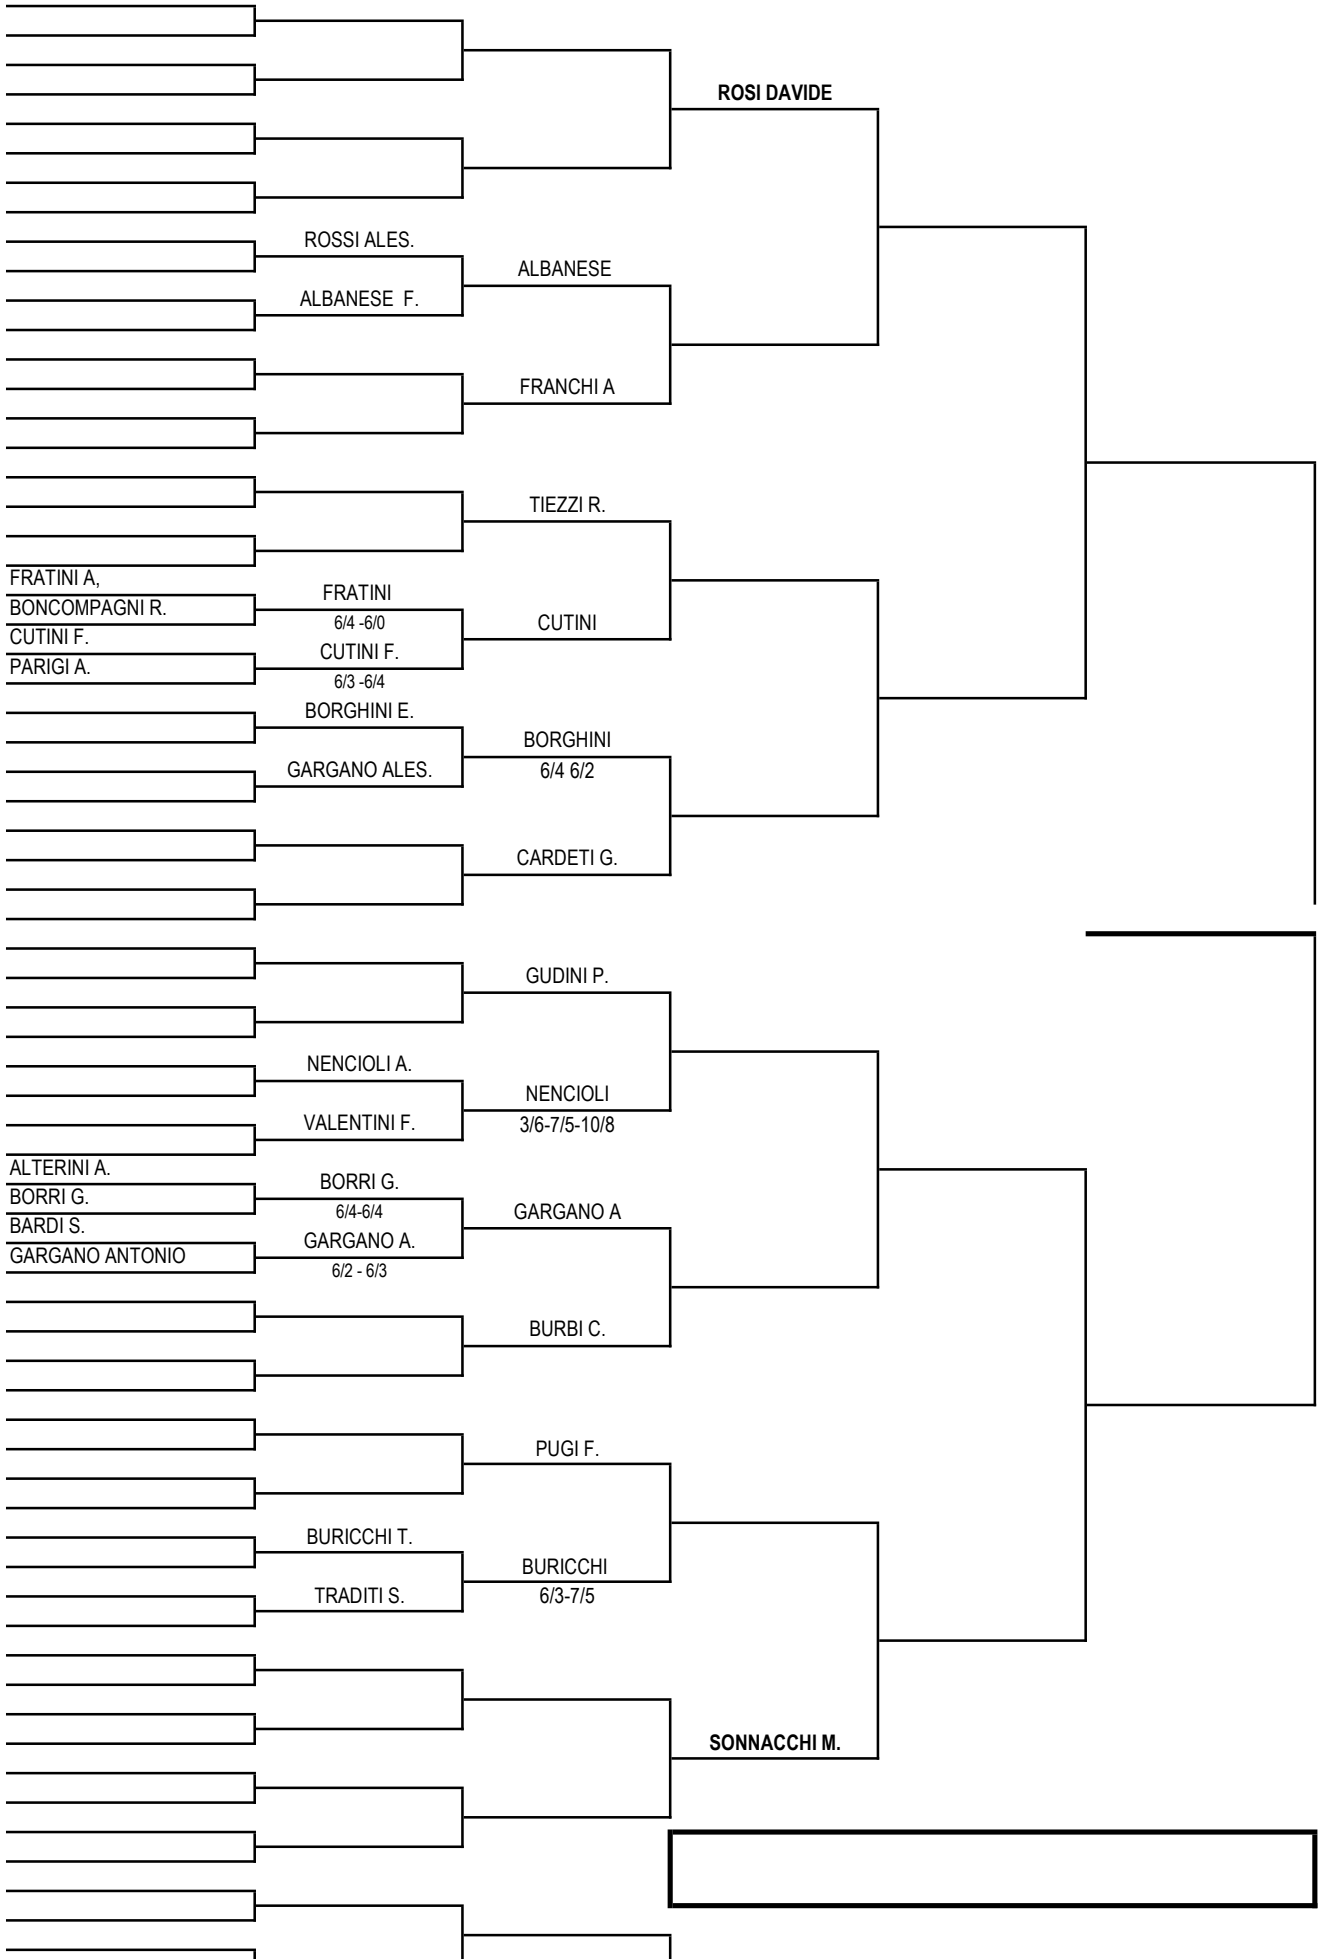 ROSI DAVIDE
ROSSI ALES.
ALBANESE
ALBANESE  F.
FRANCHI A
TIEZZI R.
FRATINI A,
FRATINI
BONCOMPAGNI R.
6/4 -6/0
CUTINI
CUTINI F.
CUTINI F.
PARIGI A.
6/3 -6/4
BORGHINI E.
BORGHINI
GARGANO ALES.
6/4 6/2
CARDETI G.
GUDINI P.
NENCIOLI A.
NENCIOLI
VALENTINI F.
3/6-7/5-10/8
ALTERINI A.
BORRI G.
BORRI G.
6/4-6/4
GARGANO A
BARDI S.
GARGANO A.
GARGANO ANTONIO
6/2 - 6/3
BURBI C.
PUGI F.
BURICCHI T.
BURICCHI
TRADITI S.
6/3-7/5
SONNACCHI M.